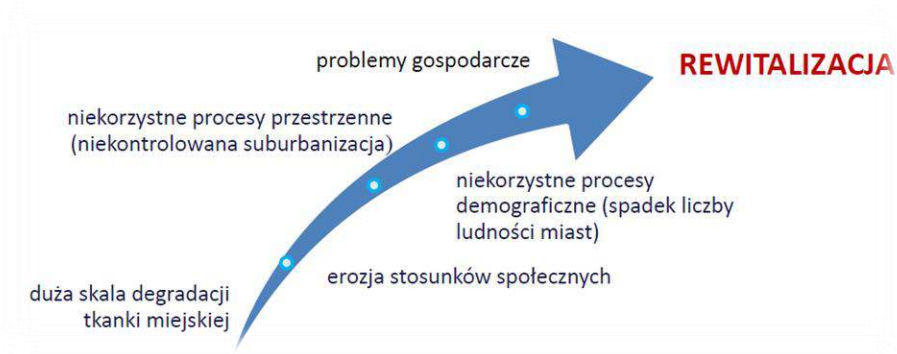 problemy gospodarcze
REWITALIZACJA
niekorzystne procesy przestrzenne
(niekontrolowana suburbanizacja)
niekorzystne procesy
demograficzne (spadek liczby
ludności miast)
erozja stosunków społecznych
duża skala degradacji
tkanki miejskiej